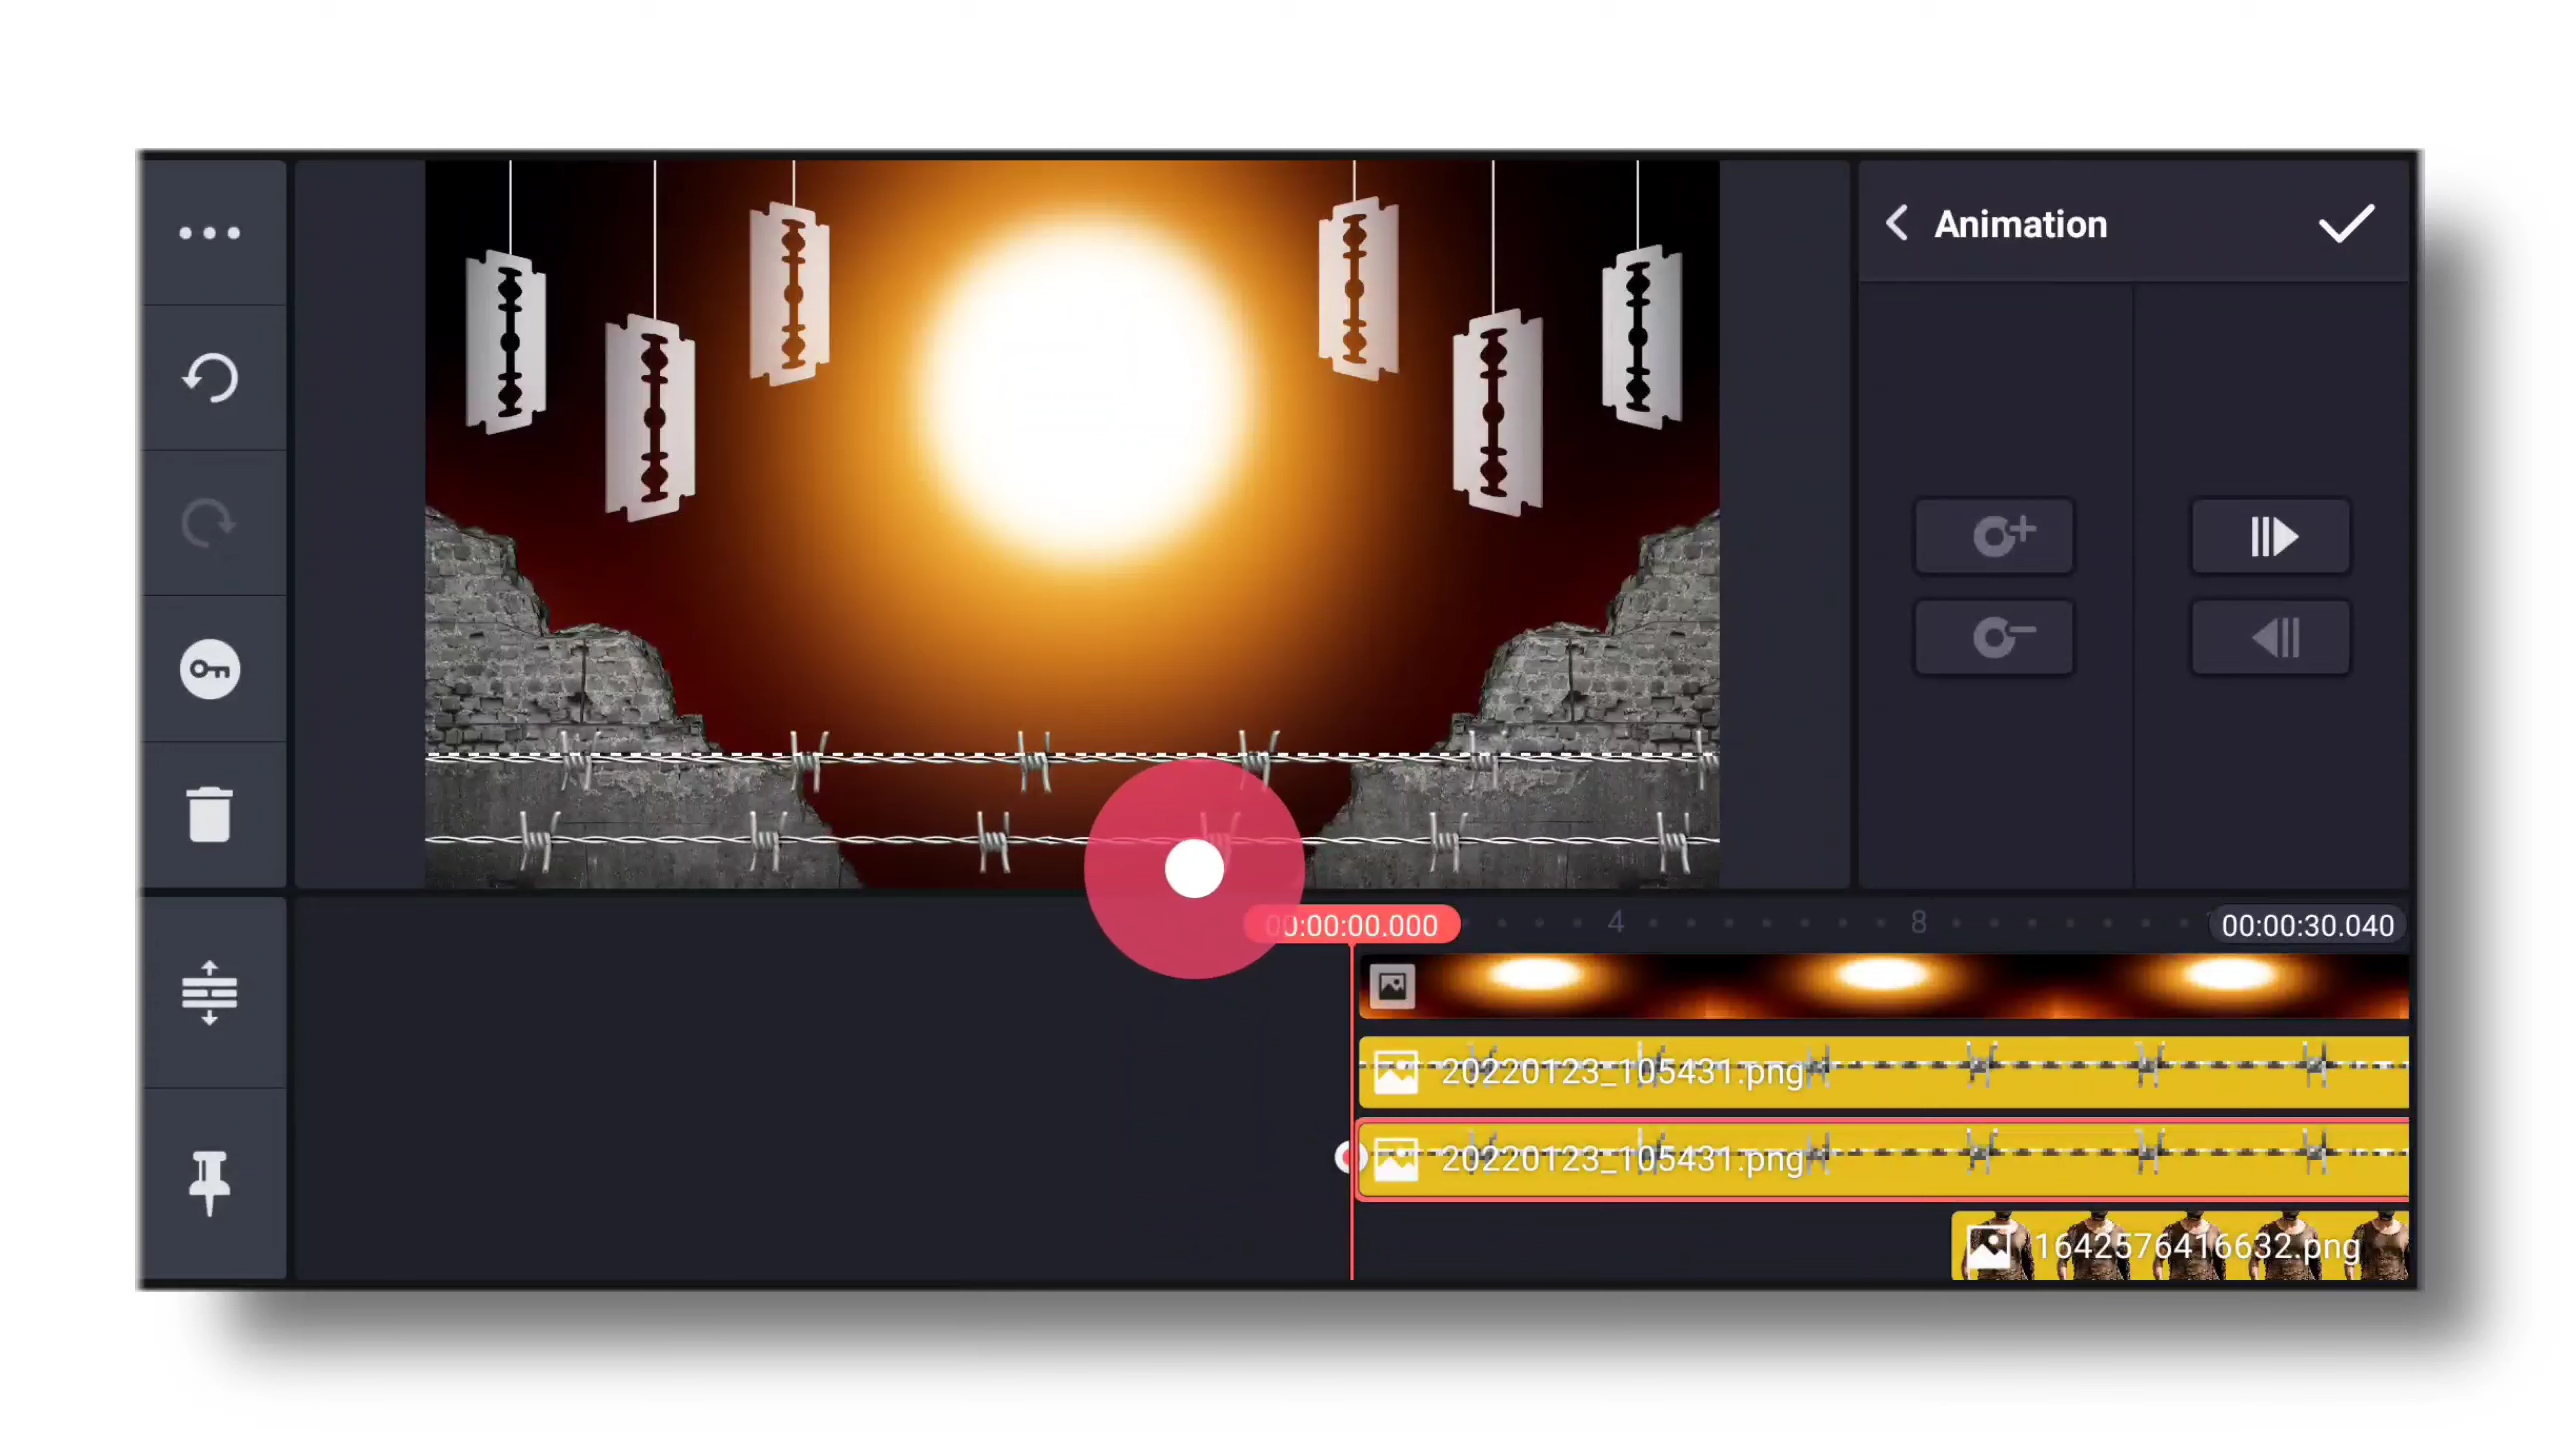 Animation
00:00:00.000
4
8
00:00:30.040
20220123_105431.png
20220123_105431.png
1642576416632.png